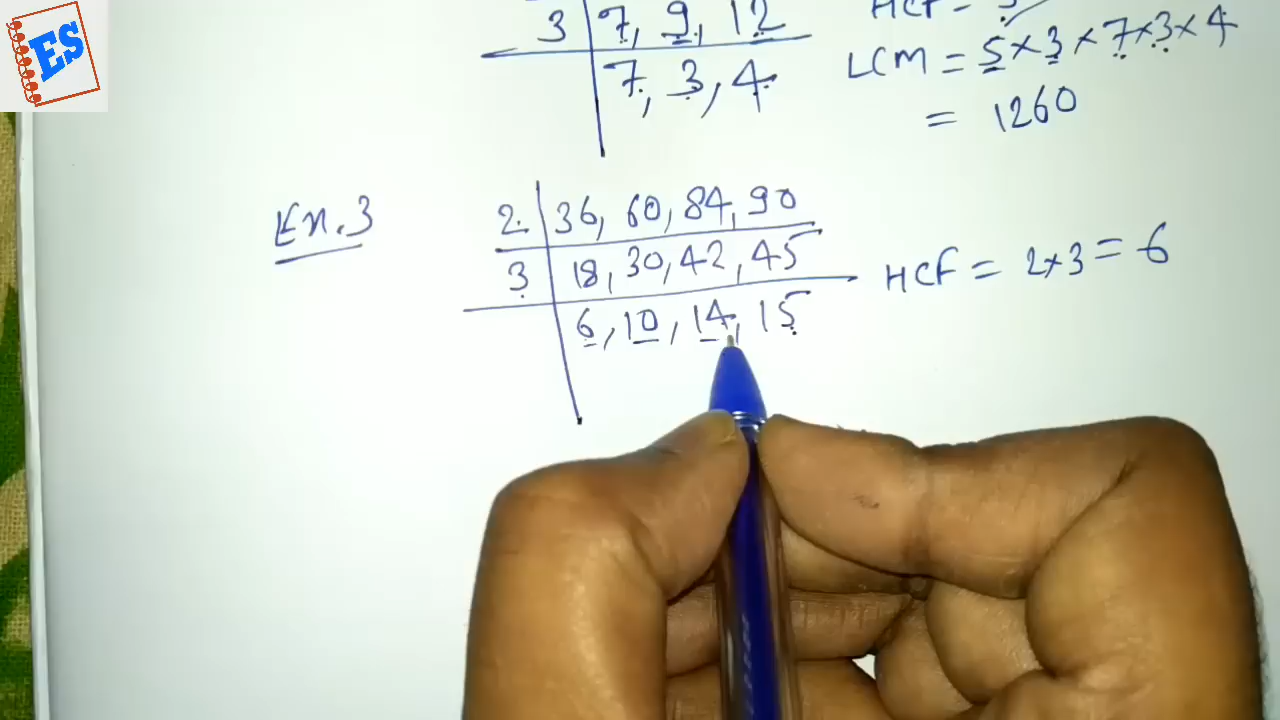 ES
3 | 7, 9, 12
7, 3, 4
LCM = 5×3×7×3×4
= 1260
Ex.3
2 | 36, 60, 84, 90
3 | 18, 30, 42, 45
6, 10, 14, 15
HCF = 2×3 = 6